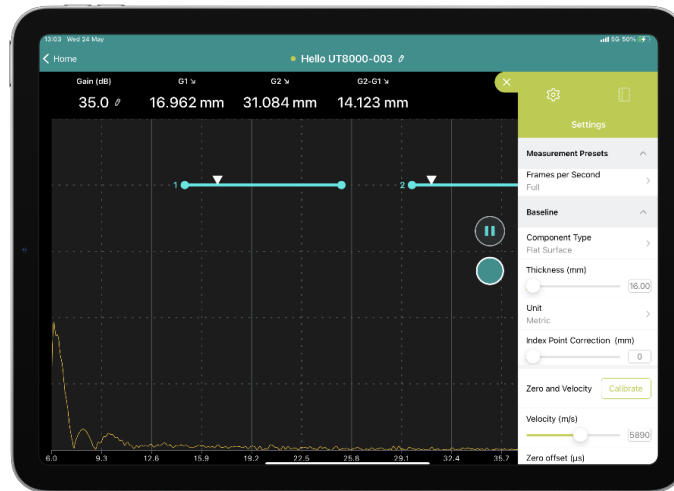 13:03 Wed 24 May
5G 50%
Home
Hello UT8000-003
Gain (dB)
G1
G2
G2-G1
35.0
16.962 mm
31.084 mm
14.123 mm
1
2
6.0
9.3
12.6
15.9
19.2
22.5
25.8
29.1
32.4
35.7
Settings
Measurement Presets
Frames per Second
Full
Baseline
Component Type
Flat Surface
Thickness (mm)
16.00
Unit
Metric
Index Point Correction (mm)
0
Zero and Velocity
Calibrate
Velocity (m/s)
5890
Zero offset (µs)